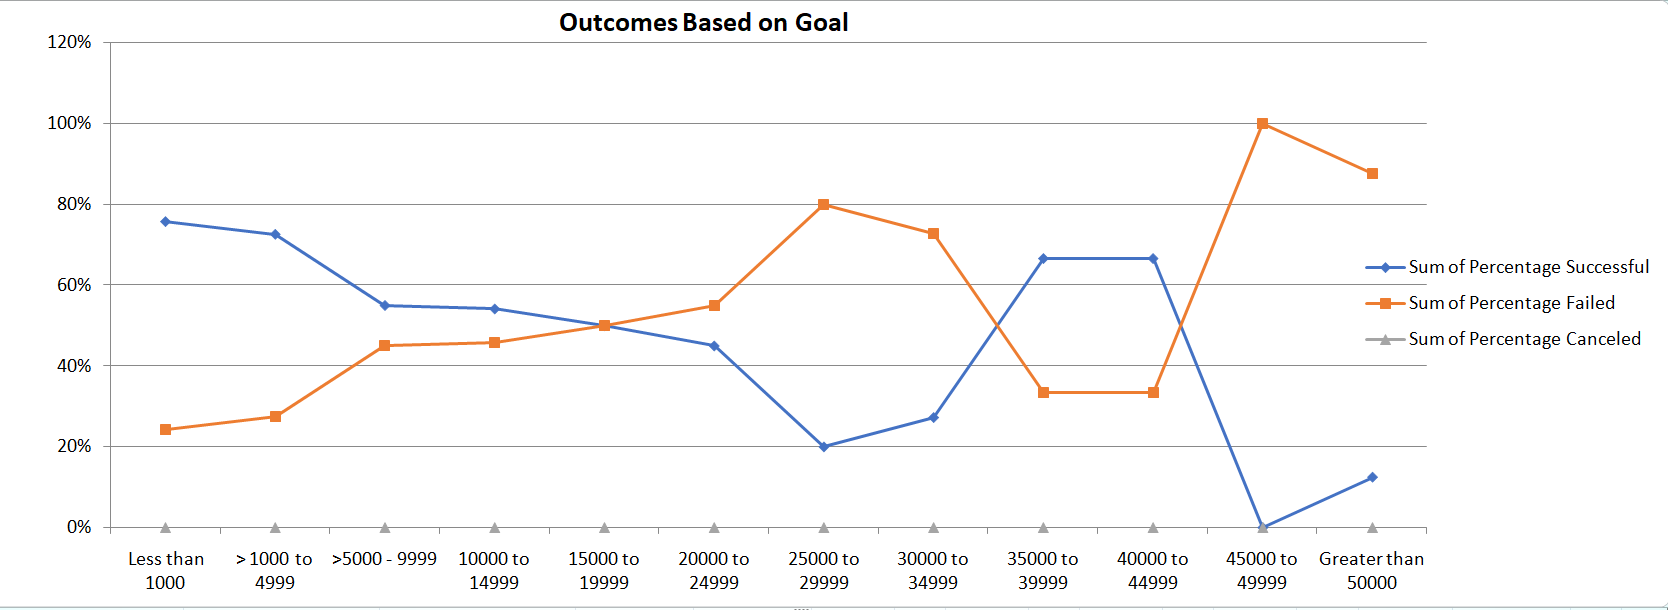 Outcomes Based on Goal
120%
100%
80%
60%
40%
20%
0%
Less than
1000
> 1000 to
4999
>5000 - 9999
10000 to
14999
15000 to
19999
20000 to
24999
25000 to
29999
30000 to
34999
35000 to
39999
40000 to
44999
45000 to
49999
Greater than
50000
Sum of Percentage Successful
Sum of Percentage Failed
Sum of Percentage Canceled